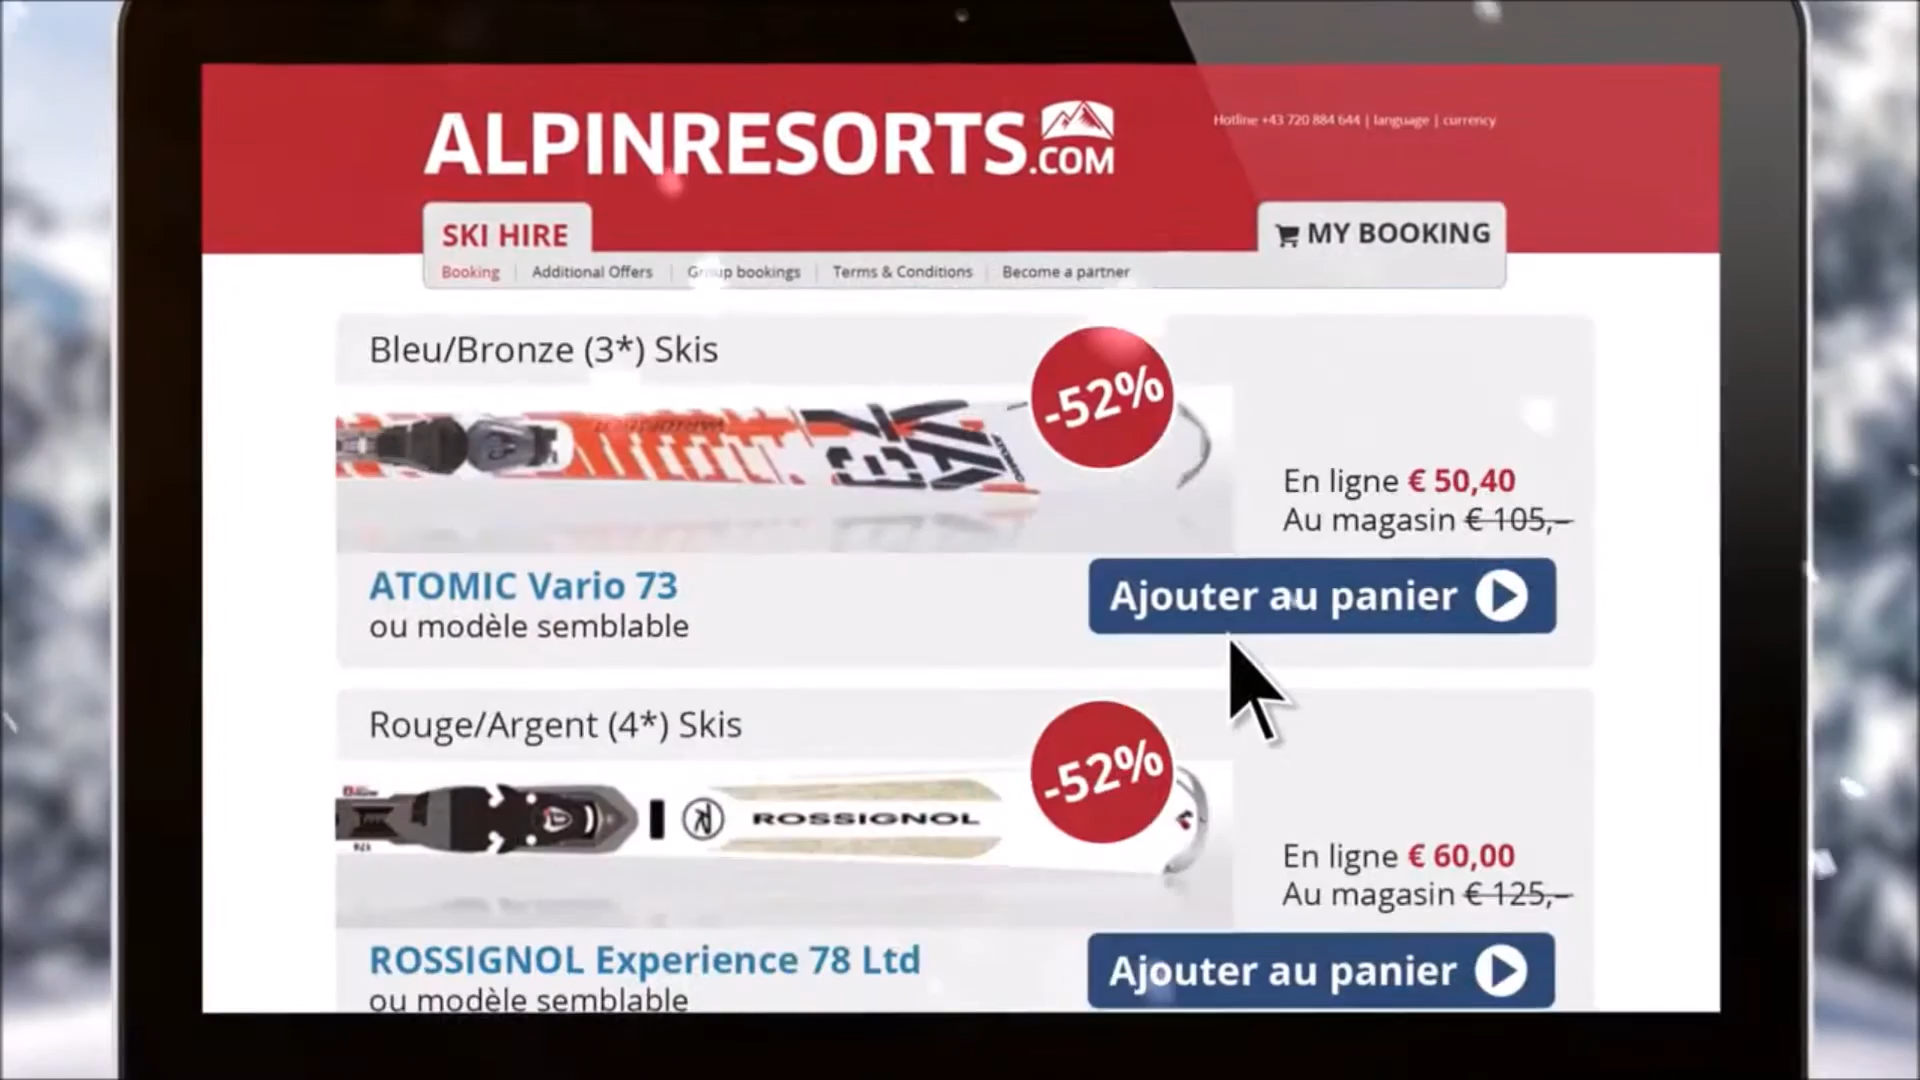 ALPINRESORTS.COM
Hotline +43 720 884 644 | language | currency
SKI HIRE
MY BOOKING
Booking | Additional Offers | Group bookings | Terms & Conditions | Become a partner
Bleu/Bronze (3*) Skis
-52%
En ligne € 50,40
Au magasin € 105,–
ATOMIC Vario 73
ou modèle semblable
Ajouter au panier
Rouge/Argent (4*) Skis
-52%
ROSSIGNOL
En ligne € 60,00
Au magasin € 125,–
ROSSIGNOL Experience 78 Ltd
ou modèle semblable
Ajouter au panier